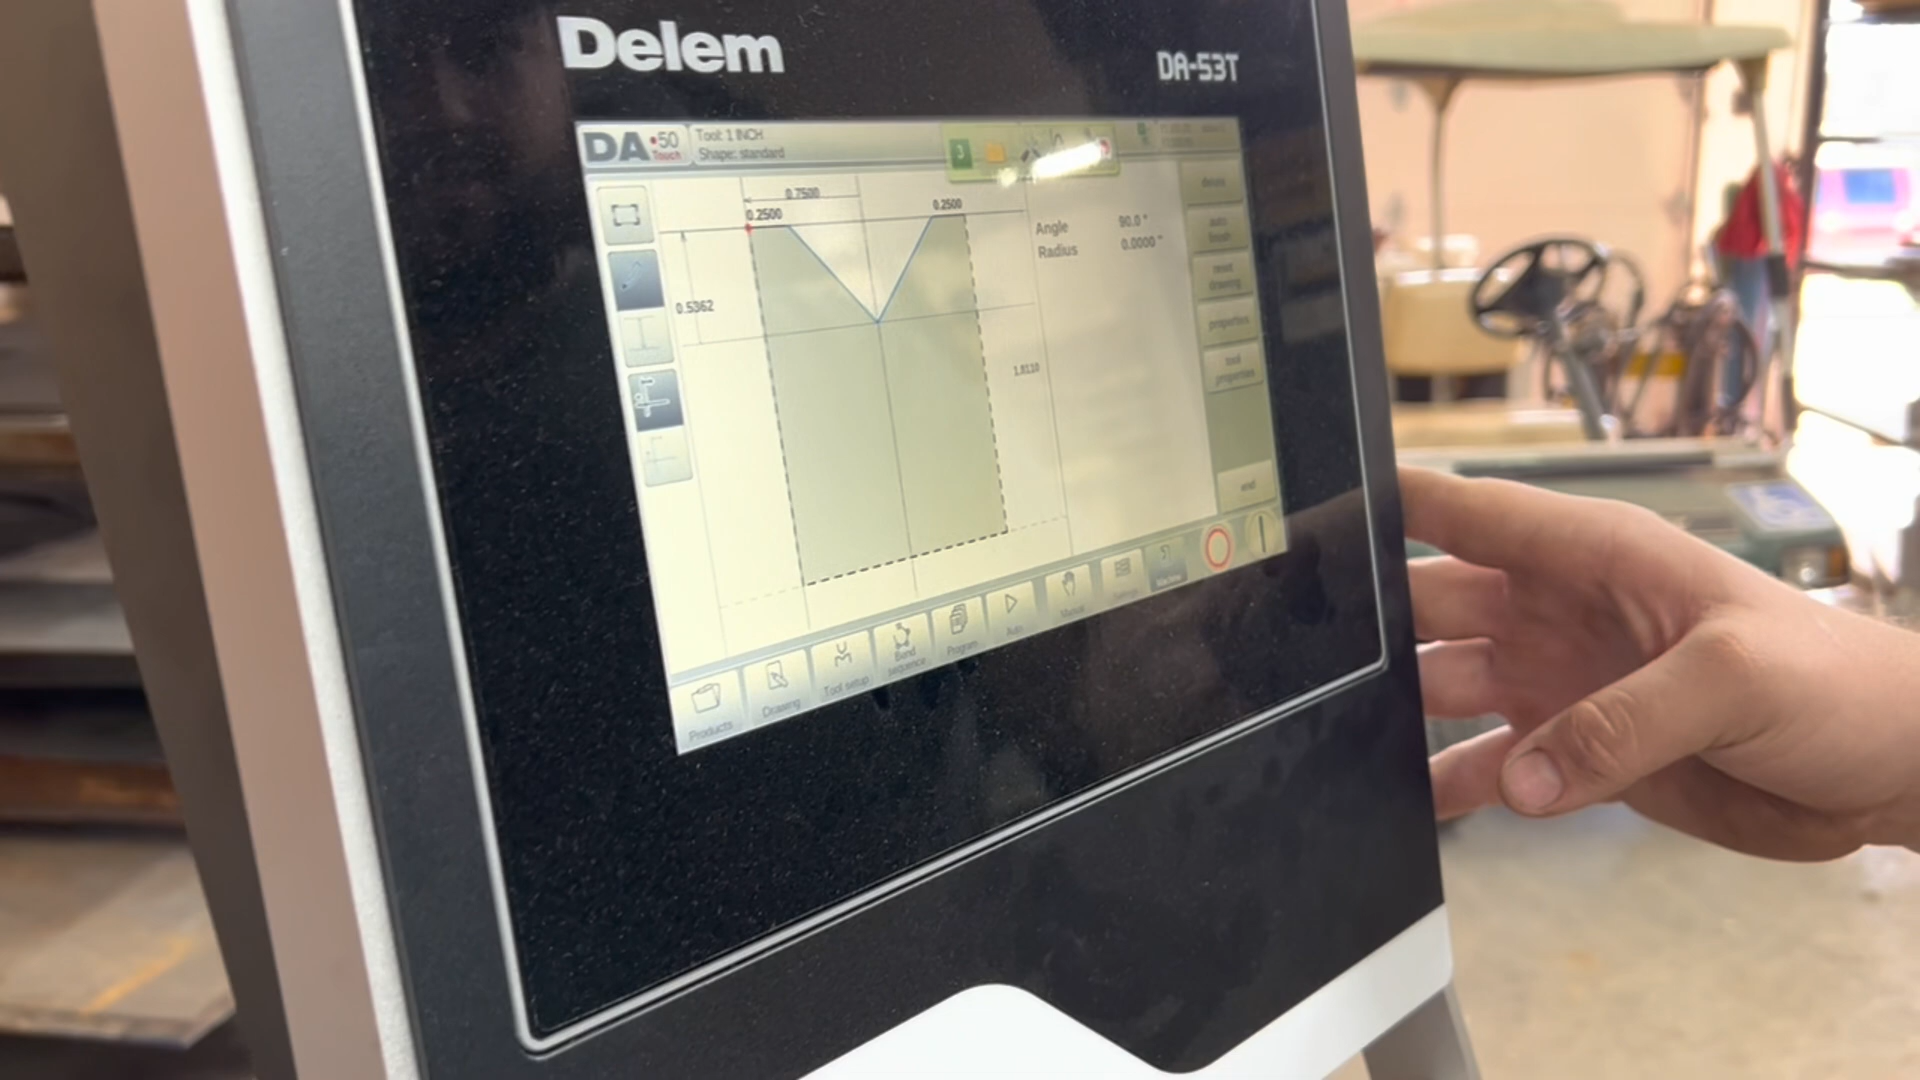 Delem
DA-53T
DA•50 Touch
Tool: 1 INCH
Shape: standard
3
0.7500
0.2500
0.2500
0.5362
1.8110
Angle 90.0 °
Radius 0.0000 "
delete
auto finish
reset drawing
properties
tool properties
end
Products
Drawing
Tool setup
Bend sequence
Program
Auto
Manual
Settings
Machine